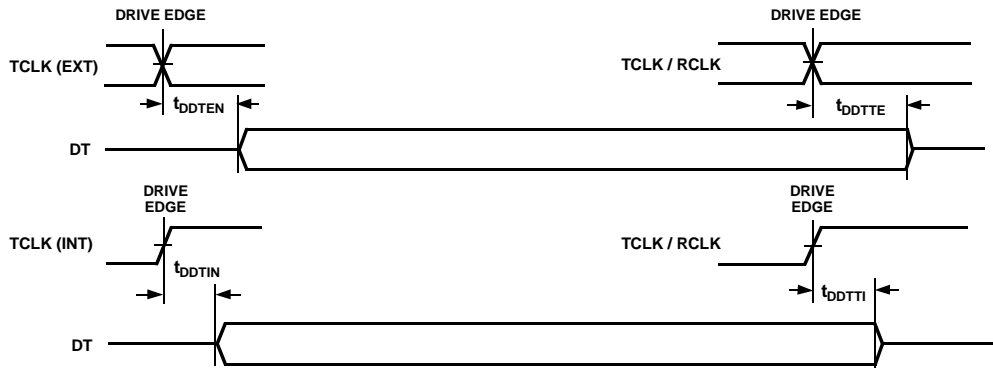 DRIVE EDGE
DRIVE EDGE
TCLK (EXT)
TCLK / RCLK
tDDTEN
tDDTTE
DT
DRIVE
EDGE
DRIVE
EDGE
TCLK (INT)
TCLK / RCLK
tDDTIN
tDDTTI
DT